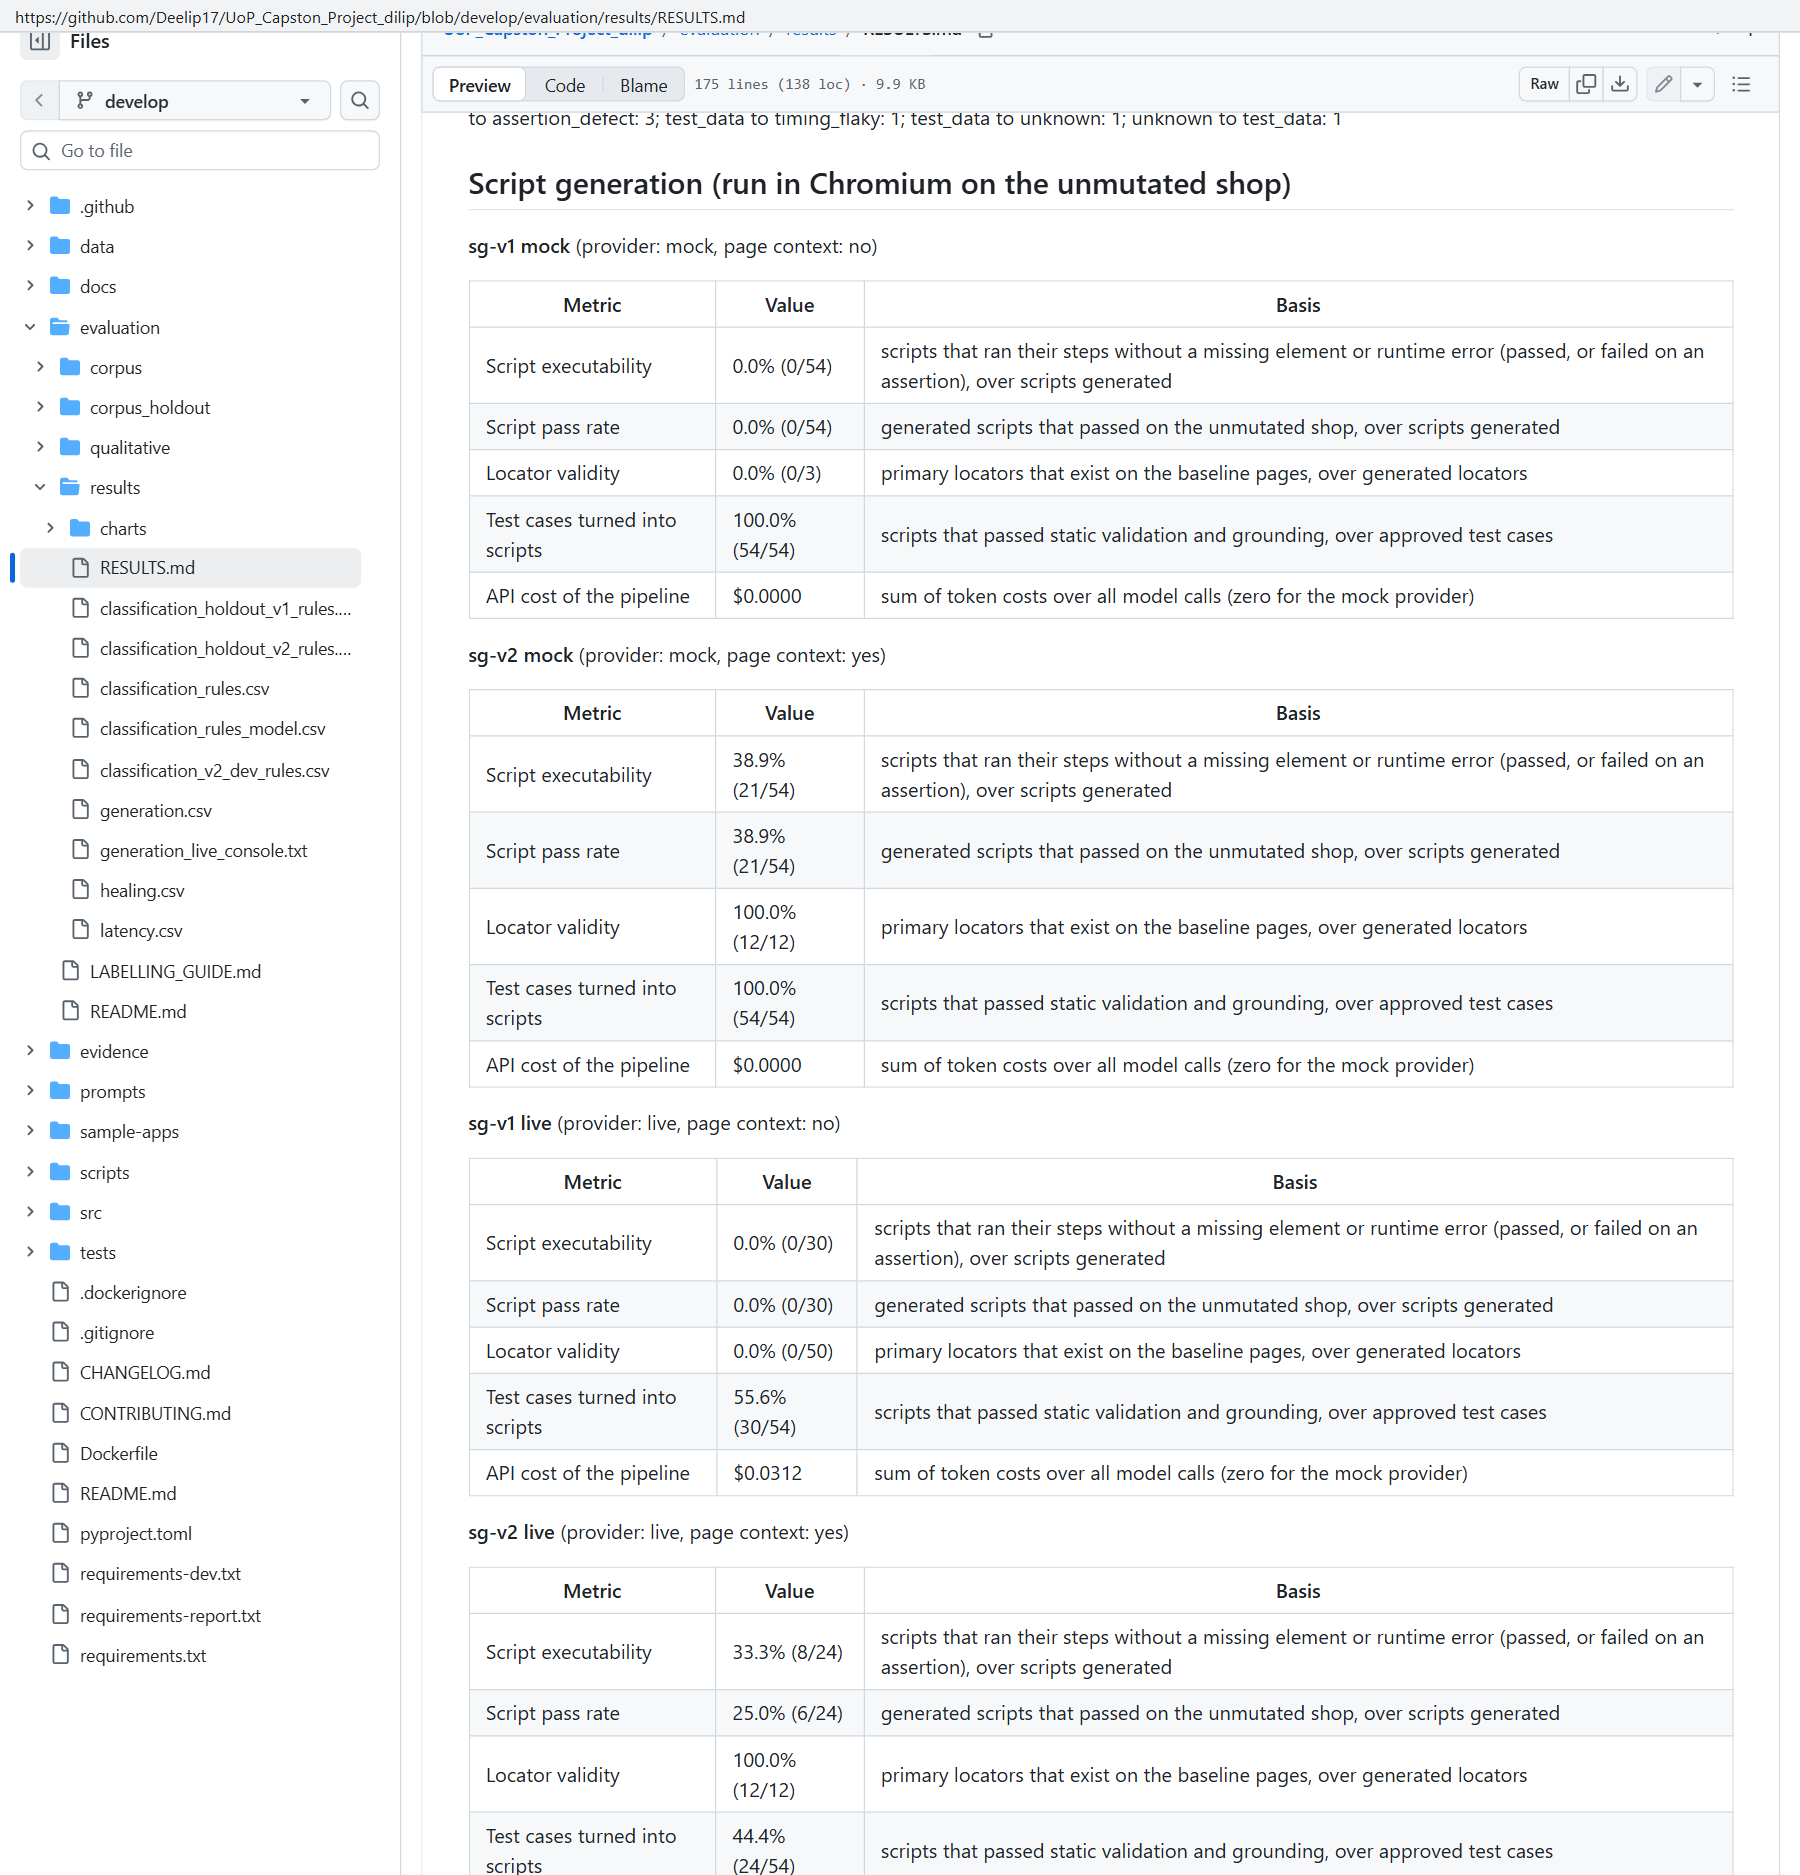 https://github.com/Deelip17/UoP_Capston_Project_dilip/blob/develop/evaluation/results/RESULTS.md
Files
develop
Go to file
.github
data
docs
evaluation
corpus
corpus_holdout
qualitative
results
charts
RESULTS.md
classification_holdout_v1_rules....
classification_holdout_v2_rules....
classification_rules.csv
classification_rules_model.csv
classification_v2_dev_rules.csv
generation.csv
generation_live_console.txt
healing.csv
latency.csv
LABELLING_GUIDE.md
README.md
evidence
prompts
sample-apps
scripts
src
tests
.dockerignore
.gitignore
CHANGELOG.md
CONTRIBUTING.md
Dockerfile
README.md
pyproject.toml
requirements-dev.txt
requirements-report.txt
requirements.txt
UoP_Capston_Project_dilip / evaluation / results / RESULTS.md
Preview Code Blame 175 lines (138 loc) · 9.9 KB Raw
to assertion_defect: 3; test_data to timing_flaky: 1; test_data to unknown: 1; unknown to test_data: 1
Script generation (run in Chromium on the unmutated shop)
sg-v1 mock (provider: mock, page context: no)
Metric Value Basis
Script executability 0.0% (0/54) scripts that ran their steps without a missing element or runtime error (passed, or failed on an
assertion), over scripts generated
Script pass rate 0.0% (0/54) generated scripts that passed on the unmutated shop, over scripts generated
Locator validity 0.0% (0/3) primary locators that exist on the baseline pages, over generated locators
Test cases turned into
scripts 100.0%
(54/54) scripts that passed static validation and grounding, over approved test cases
API cost of the pipeline $0.0000 sum of token costs over all model calls (zero for the mock provider)
sg-v2 mock (provider: mock, page context: yes)
Metric Value Basis
Script executability 38.9%
(21/54) scripts that ran their steps without a missing element or runtime error (passed, or failed on an
assertion), over scripts generated
Script pass rate 38.9%
(21/54) generated scripts that passed on the unmutated shop, over scripts generated
Locator validity 100.0%
(12/12) primary locators that exist on the baseline pages, over generated locators
Test cases turned into
scripts 100.0%
(54/54) scripts that passed static validation and grounding, over approved test cases
API cost of the pipeline $0.0000 sum of token costs over all model calls (zero for the mock provider)
sg-v1 live (provider: live, page context: no)
Metric Value Basis
Script executability 0.0% (0/30) scripts that ran their steps without a missing element or runtime error (passed, or failed on an
assertion), over scripts generated
Script pass rate 0.0% (0/30) generated scripts that passed on the unmutated shop, over scripts generated
Locator validity 0.0% (0/50) primary locators that exist on the baseline pages, over generated locators
Test cases turned into
scripts 55.6%
(30/54) scripts that passed static validation and grounding, over approved test cases
API cost of the pipeline $0.0312 sum of token costs over all model calls (zero for the mock provider)
sg-v2 live (provider: live, page context: yes)
Metric Value Basis
Script executability 33.3% (8/24) scripts that ran their steps without a missing element or runtime error (passed, or failed on an
assertion), over scripts generated
Script pass rate 25.0% (6/24) generated scripts that passed on the unmutated shop, over scripts generated
Locator validity 100.0%
(12/12) primary locators that exist on the baseline pages, over generated locators
Test cases turned into
scripts 44.4%
(24/54) scripts that passed static validation and grounding, over approved test cases